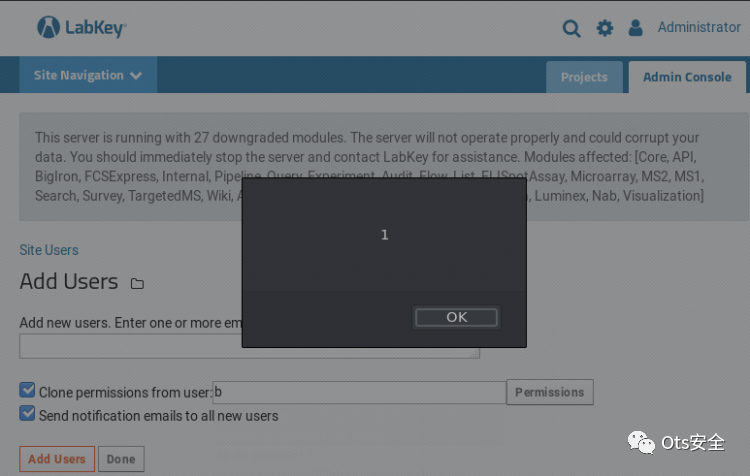 LabKey
Administrator
Site Navigation
Projects
Admin Console
This server is running with 27 downgraded modules. The server will not operate properly and could corrupt your
data. You should immediately stop the server and contact LabKey for assistance. Modules affected: [Core, API,
BigIron, FCSExpress, Internal, Pipeline, Query, Experiment, Audit, Flow, List, ELISpotAssay, Microarray, MS2, MS1,
Search, Survey, TargetedMS, Wiki, Luminex, Nab, Visualization]
1
OK
Site Users
Add Users
Add new users. Enter one or more
Clone permissions from user: b Permissions
Send notification emails to all new users
Add Users Done
Ots安全